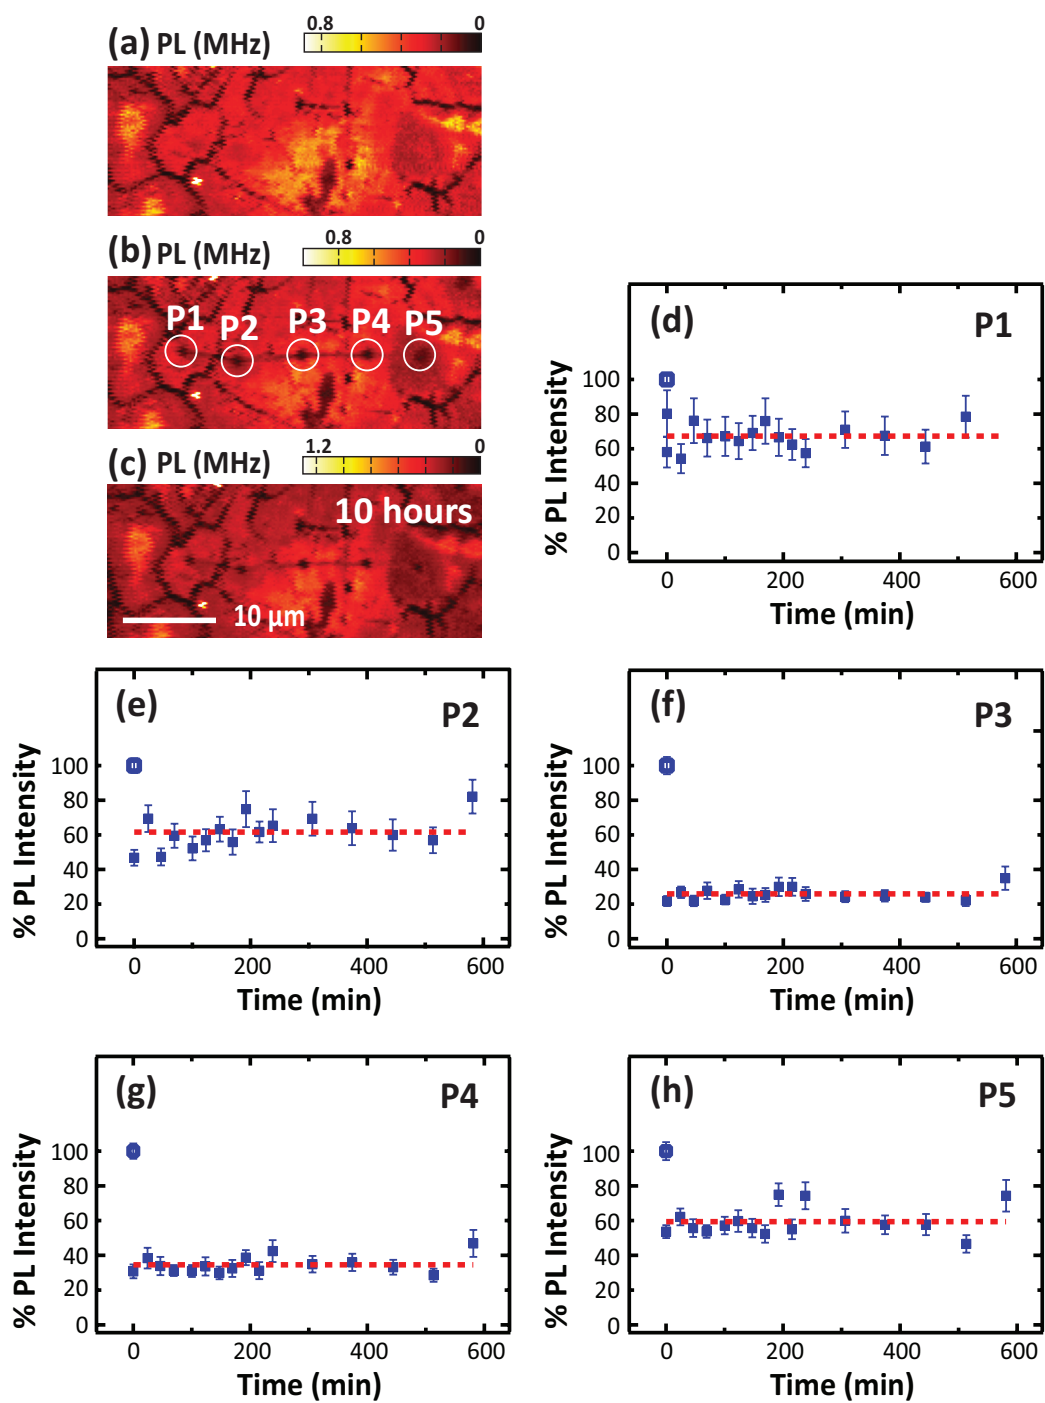 0.8 0
(a) PL (MHz)
0.8 0
(b) PL (MHz)
P1 P2 P3 P4 P5
1.2 0
(c) PL (MHz)
10 hours
10 μm
(d) P1
% PL Intensity
100
80
60
40
20
0
0 200 400 600
Time (min)
(e) P2
% PL Intensity
100
80
60
40
20
0
0 200 400 600
Time (min)
(f) P3
% PL Intensity
100
80
60
40
20
0
0 200 400 600
Time (min)
(g) P4
% PL Intensity
100
80
60
40
20
0
0 200 400 600
Time (min)
(h) P5
% PL Intensity
100
80
60
40
20
0
0 200 400 600
Time (min)